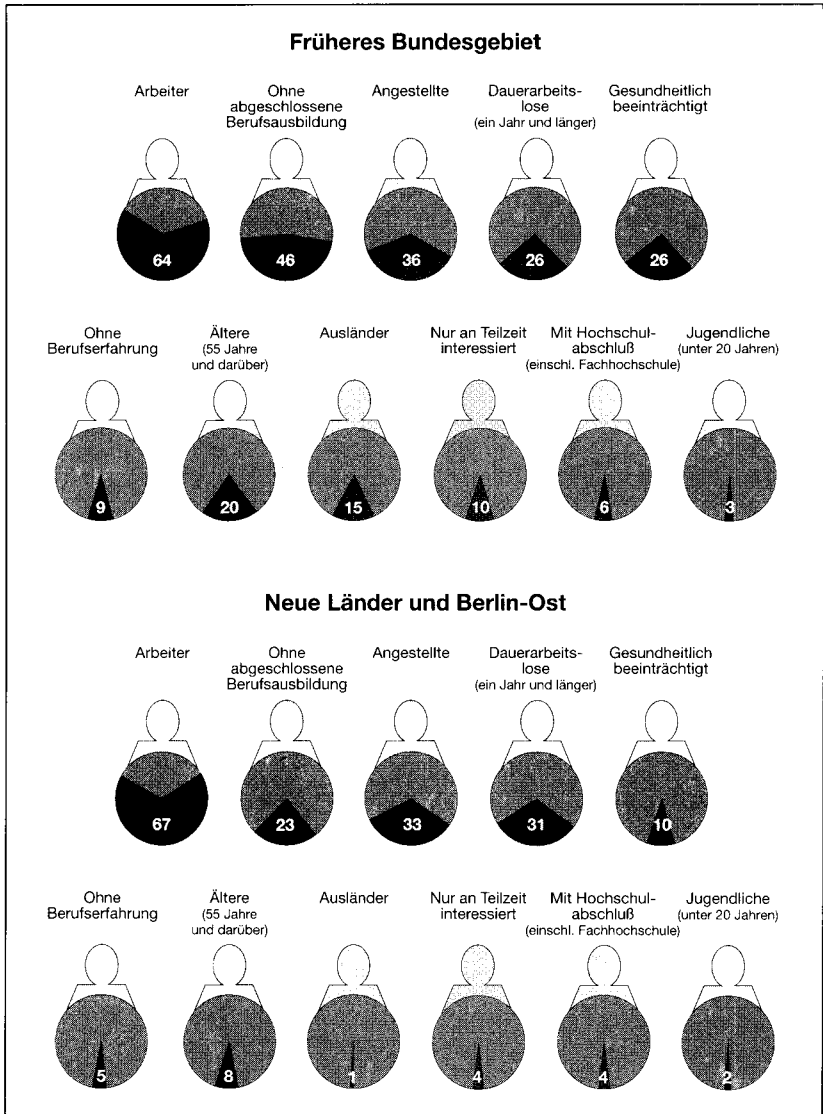 Früheres Bundesgebiet
Arbeiter
Ohne
abgeschlossene
Berufsausbildung
Angestellte
Dauerarbeits-
lose
(ein Jahr und länger)
Gesundheitlich
beeinträchtigt
64
46
36
26
26
Ohne
Berufserfahrung
Ältere
(55 Jahre
und darüber)
Ausländer
Nur an Teilzeit
interessiert
Mit Hochschul-
abschluß
(einschl. Fachhochschule)
Jugendliche
(unter 20 Jahren)
9
20
15
10
6
3
Neue Länder und Berlin-Ost
Arbeiter
Ohne
abgeschlossene
Berufsausbildung
Angestellte
Dauerarbeits-
lose
(ein Jahr und länger)
Gesundheitlich
beeinträchtigt
67
23
33
31
10
Ohne
Berufserfahrung
Ältere
(55 Jahre
und darüber)
Ausländer
Nur an Teilzeit
interessiert
Mit Hochschul-
abschluß
(einschl. Fachhochschule)
Jugendliche
(unter 20 Jahren)
5
8
1
4
4
2